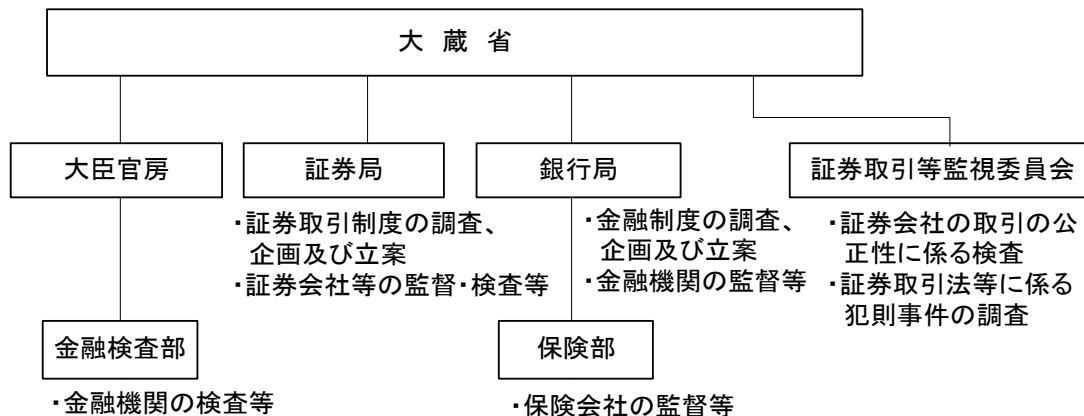 大 蔵 省
大臣官房
証券局
銀行局
証券取引等監視委員会
・証券取引制度の調査、
企画及び立案
・証券会社等の監督・検査等
・金融制度の調査、
企画及び立案
・金融機関の監督等
・証券会社の取引の公
正性に係る検査
・証券取引法等に係る
犯則事件の調査
金融検査部
・金融機関の検査等
保険部
・保険会社の監督等